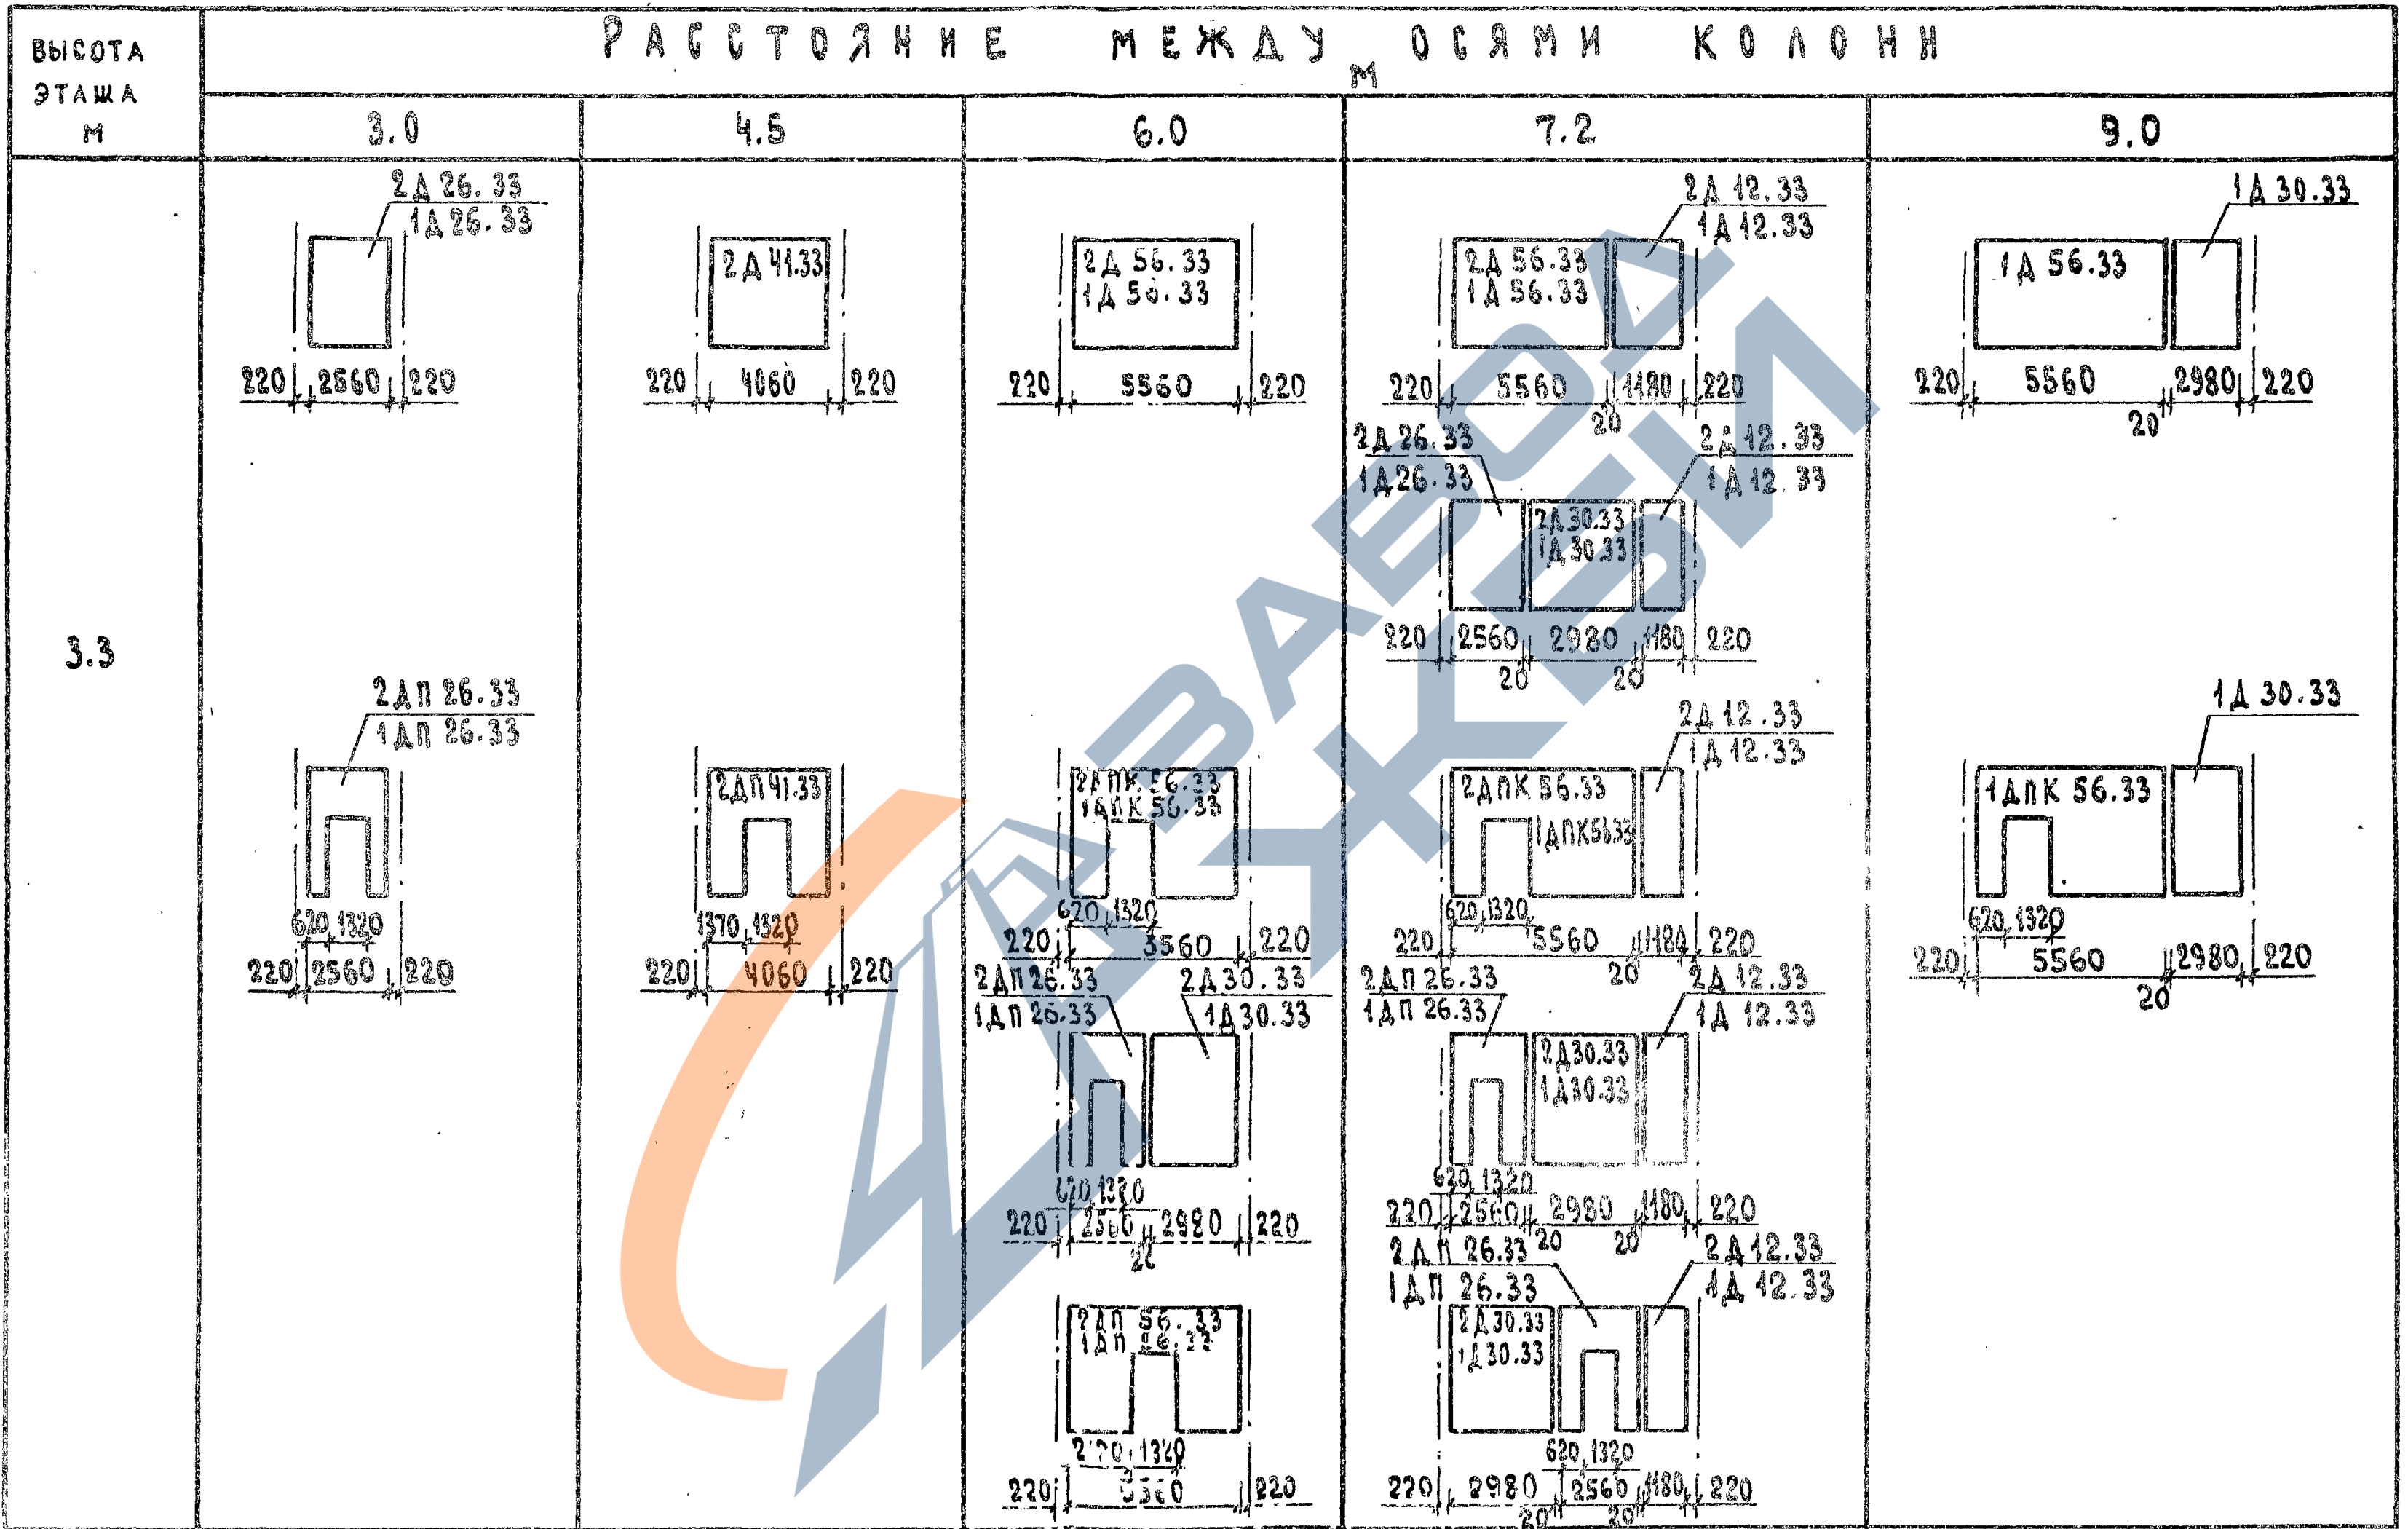 ВЫСОТА
ЭТАЖА
М
РАССТОЯНИЕ МЕЖДУ ОСЯМИ КОЛОНН
М
3.0
4.5
6.0
7.2
9.0
3.3
2Д 26.33
1Д 26.33
220 2560 220
2ДП 26.33
1ДП 26.33
620 1320
220 2560 220
2Д 41.33
220 4060 220
2ДП 41.33
1370 1320
220 4060 220
2Д 56.33
1Д 56.33
220 5560 220
2ДПК 56.33
1ДПК 56.33
620 1320
220 5560 220
2ДП 26.33
1ДП 26.33
2Д 30.33
1Д 30.33
620 1320
220 2560 2980 220
2ДП 56.33
1ДП 56.33
1320
220 5560 220
2Д 12.33
1Д 12.33
2Д 56.33
1Д 56.33
220 5560 1180 220
20
2Д 26.33
1Д 26.33
2Д 12.33
1Д 12.33
2Д 30.33
1Д 30.33
220 2560 2980 1180 220
20 20
2Д 12.33
1Д 12.33
2ДПК 56.33
1ДПК 56.33
620 1320
220 5560 1180 220
20
2ДП 26.33
1ДП 26.33
2Д 12.33
1Д 12.33
2Д 30.33
1Д 30.33
620 1320
220 2560 2980 1180 220
20 20
2ДП 26.33
1ДП 26.33
2Д 12.33
1Д 12.33
2Д 30.33
1Д 30.33
620 1320
220 2980 2560 1180 220
20 20
1Д 30.33
1Д 56.33
220 5560 2980 220
20
1Д 30.33
1ДПК 56.33
620 1320
220 5560 2980 220
20
ЗАВОД
ЖБИ